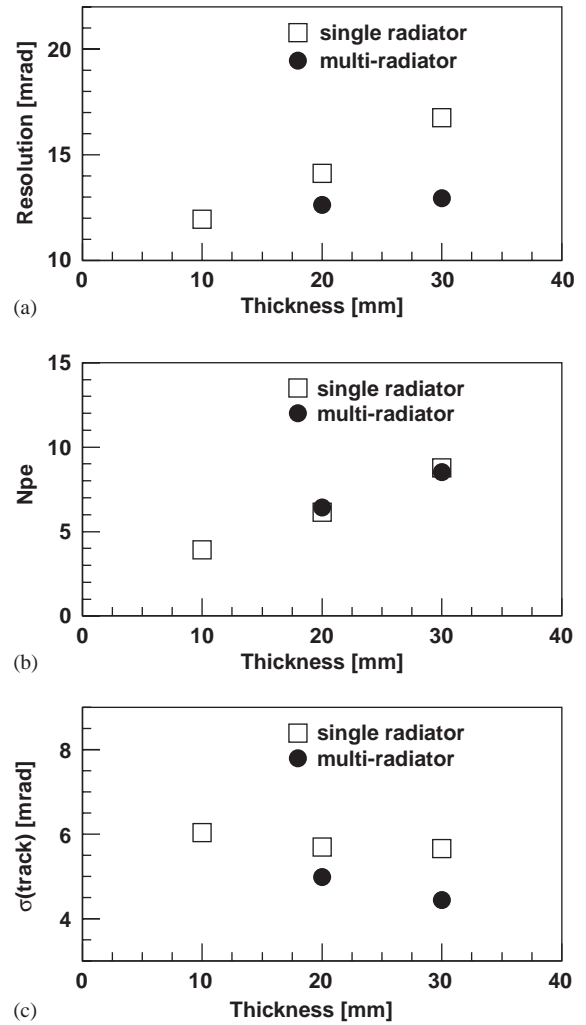 20
15
10
Resolution [mrad]
single radiator
multi-radiator
0 10 20 30 40
Thickness [mm]
(a)
15
10
5
0
Npe
single radiator
multi-radiator
0 10 20 30 40
Thickness [mm]
(b)
8
6
4
σ(track) [mrad]
single radiator
multi-radiator
0 10 20 30 40
Thickness [mm]
(c)